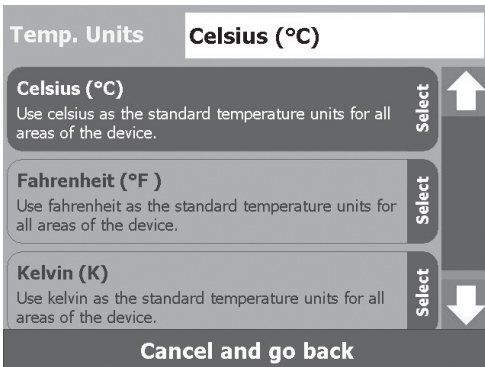 Temp. Units Celsius (°C)
Celsius (°C)
Use celsius as the standard temperature units for all
areas of the device.
Select
Fahrenheit (°F )
Use fahrenheit as the standard temperature units for
all areas of the device.
Select
Kelvin (K)
Use kelvin as the standard temperature units for all
areas of the device.
Select
Cancel and go back